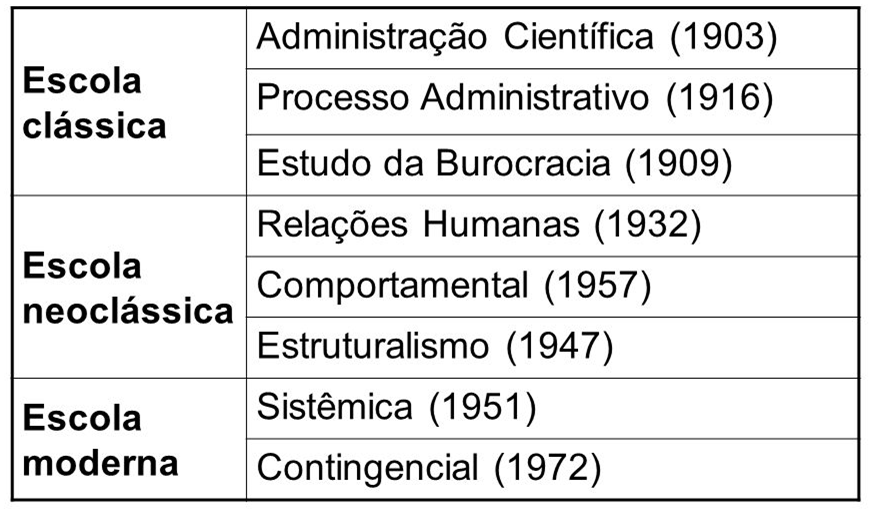 Escola
clássica
Administração Científica (1903)
Processo Administrativo (1916)
Estudo da Burocracia (1909)
Escola
neoclássica
Relações Humanas (1932)
Comportamental (1957)
Estruturalismo (1947)
Escola
moderna
Sistêmica (1951)
Contingencial (1972)